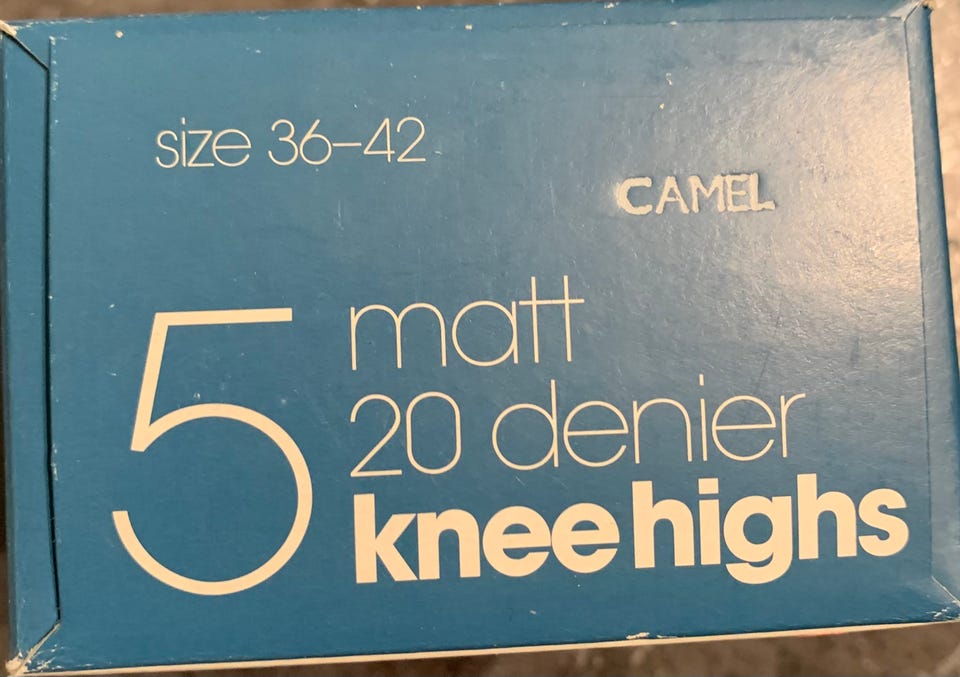 size 36–42
CAMEL
5
matt
20 denier
knee highs